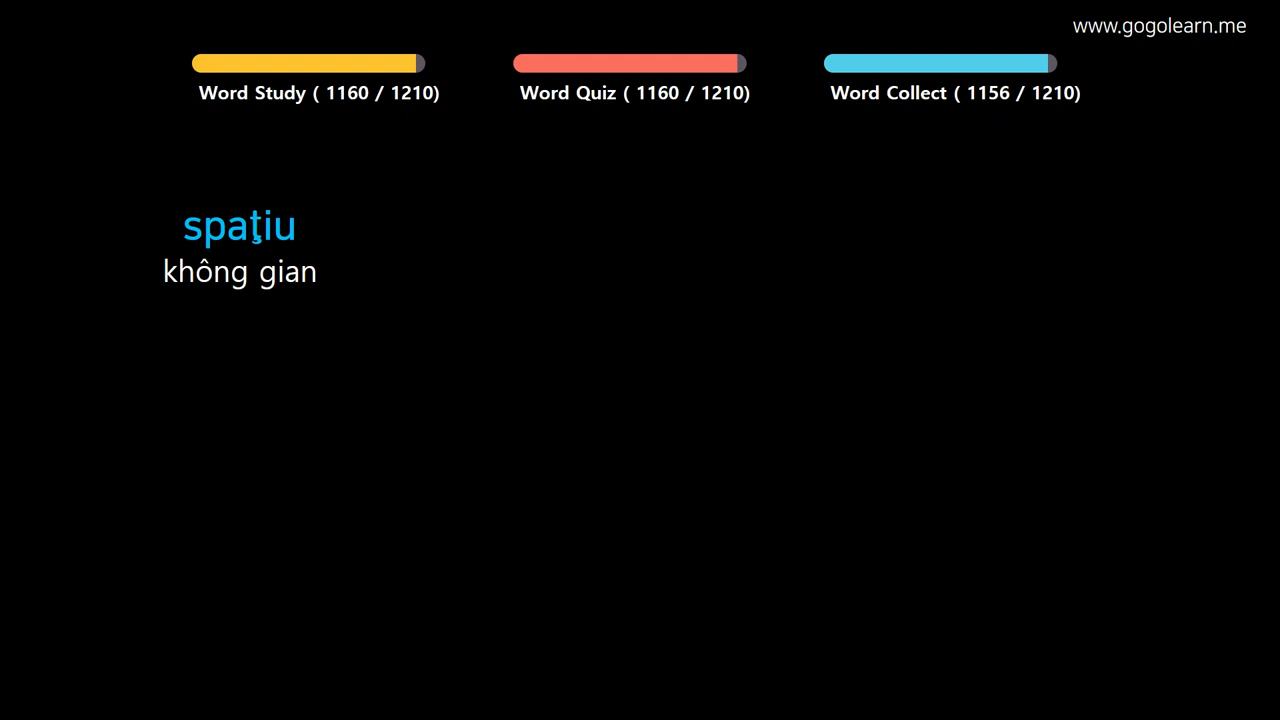 www.gogolearn.me
Word Study ( 1160 / 1210)
Word Quiz ( 1160 / 1210)
Word Collect ( 1156 / 1210)
spaţiu
không gian